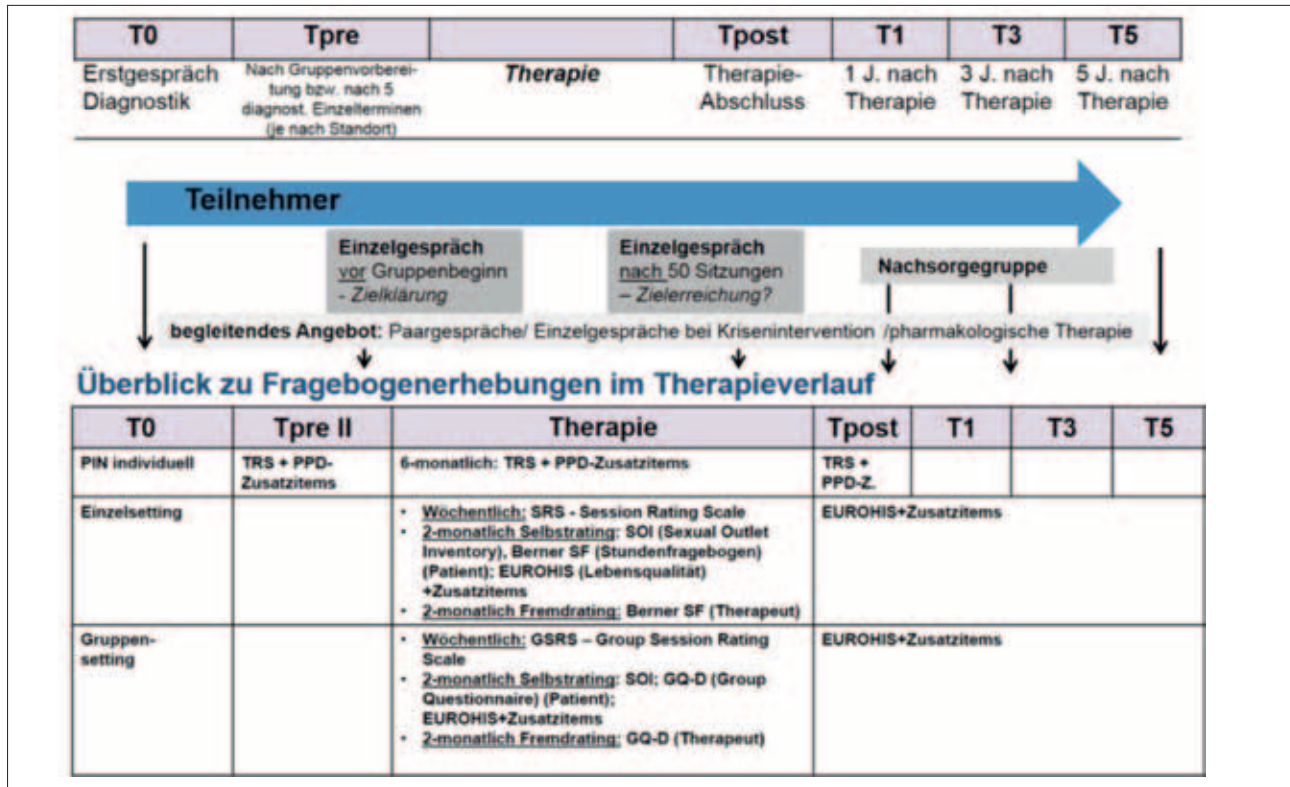 T0 Tpre Tpost T1 T3 T5
Erstgespräch
Diagnostik
Nach Gruppenvorberei-
tung bzw. nach 5
diagnost. Einzelterminen
(je nach Standort)
Therapie
Therapie-
Abschluss
1 J. nach
Therapie
3 J. nach
Therapie
5 J. nach
Therapie
Teilnehmer
Einzelgespräch
vor Gruppenbeginn
- Zielklärung
Einzelgespräch
nach 50 Sitzungen
– Zielerreichung?
Nachsorgegruppe
begleitendes Angebot: Paargespräche/ Einzelgespräche bei Krisenintervention /pharmakologische Therapie
Überblick zu Fragebogenerhebungen im Therapieverlauf
T0 Tpre II Therapie Tpost T1 T3 T5
PIN individuell
TRS + PPD-
Zusatzitems
6-monatlich: TRS + PPD-Zusatzitems
TRS +
PPD-Z.
Einzelsetting
• Wöchentlich: SRS - Session Rating Scale
• 2-monatlich Selbstrating: SOI (Sexual Outlet
Inventory), Berner SF (Stundenfragebogen)
(Patient); EUROHIS (Lebensqualität)
+Zusatzitems
• 2-monatlich Fremdrating: Berner SF (Therapeut)
EUROHIS+Zusatzitems
Gruppen-
setting
• Wöchentlich: GSRS – Group Session Rating
Scale
• 2-monatlich Selbstrating: SOI; GQ-D (Group
Questionnaire) (Patient);
EUROHIS+Zusatzitems
• 2-monatlich Fremdrating: GQ-D (Therapeut)
EUROHIS+Zusatzitems